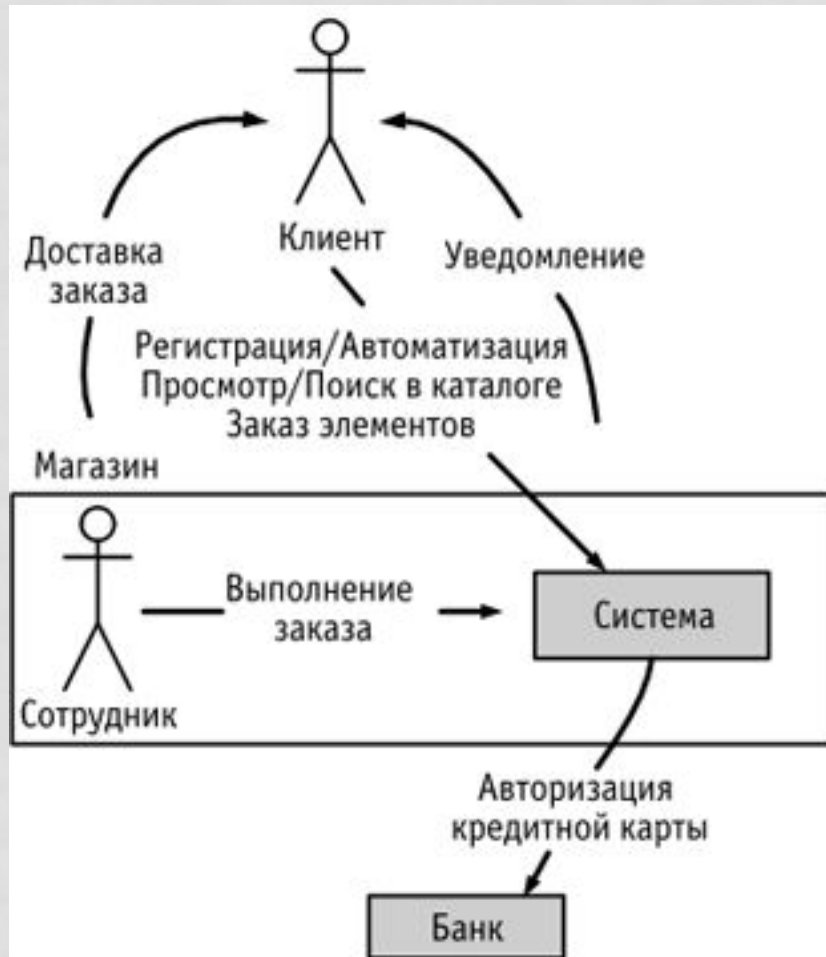 Клиент
Доставка
заказа
Уведомление
Регистрация/Автоматизация
Просмотр/Поиск в каталоге
Заказ элементов
Магазин
Выполнение
заказа
Система
Сотрудник
Авторизация
кредитной карты
Банк